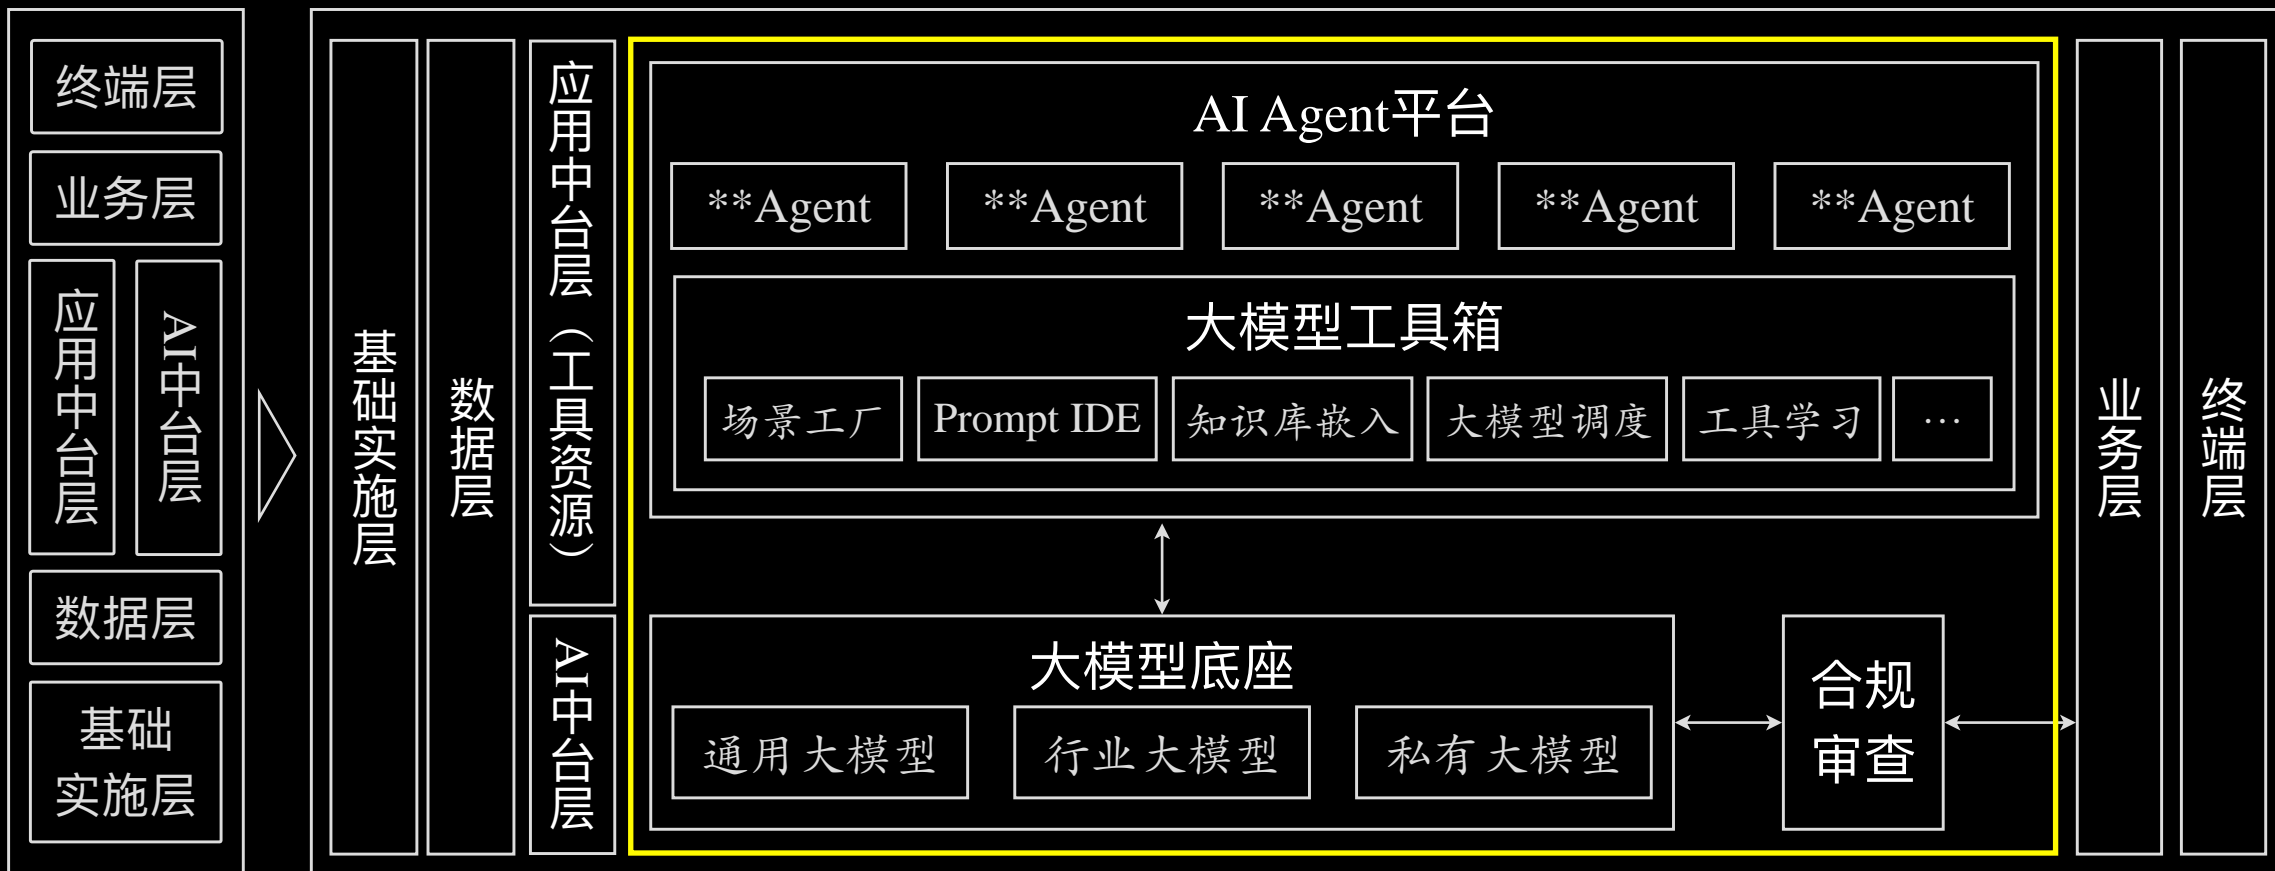 终端层
业务层
应用中台层
AI中台层
数据层
基础
实施层
基础实施层
数据层
应用中台层（工具资源）
AI中台层
AI Agent平台
**Agent
**Agent
**Agent
**Agent
**Agent
大模型工具箱
场景工厂
Prompt IDE
知识库嵌入
大模型调度
工具学习
…
大模型底座
通用大模型
行业大模型
私有大模型
合规
审查
业务层
终端层